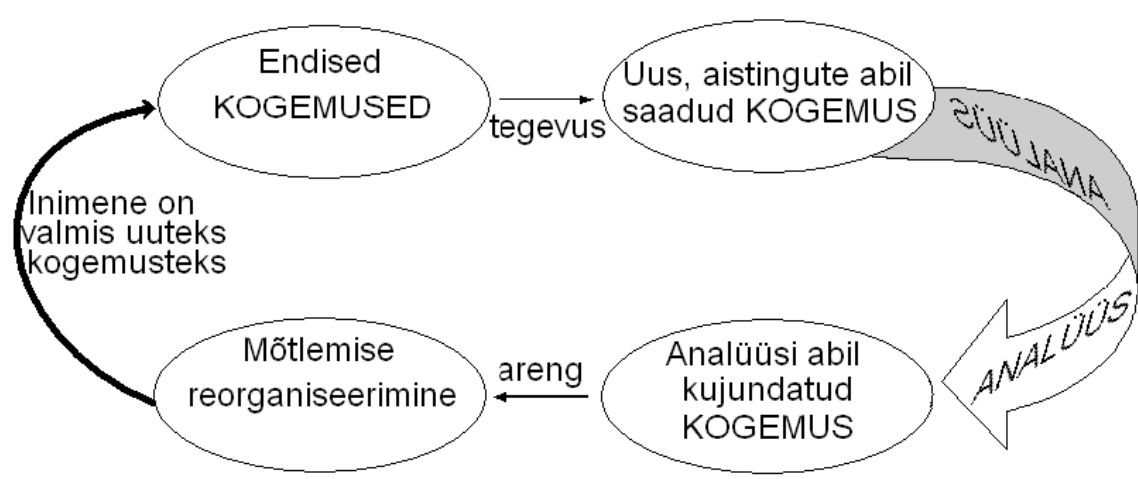 Endised
KOGEMUSED
tegevus
Uus, aistingute abil
saadud KOGEMUS
ANALÜÜS
ANALÜÜS
Analüüsi abil
kujundatud
KOGEMUS
areng
Mõtlemise
reorganiseerimine
Inimene on
valmis uuteks
kogemusteks